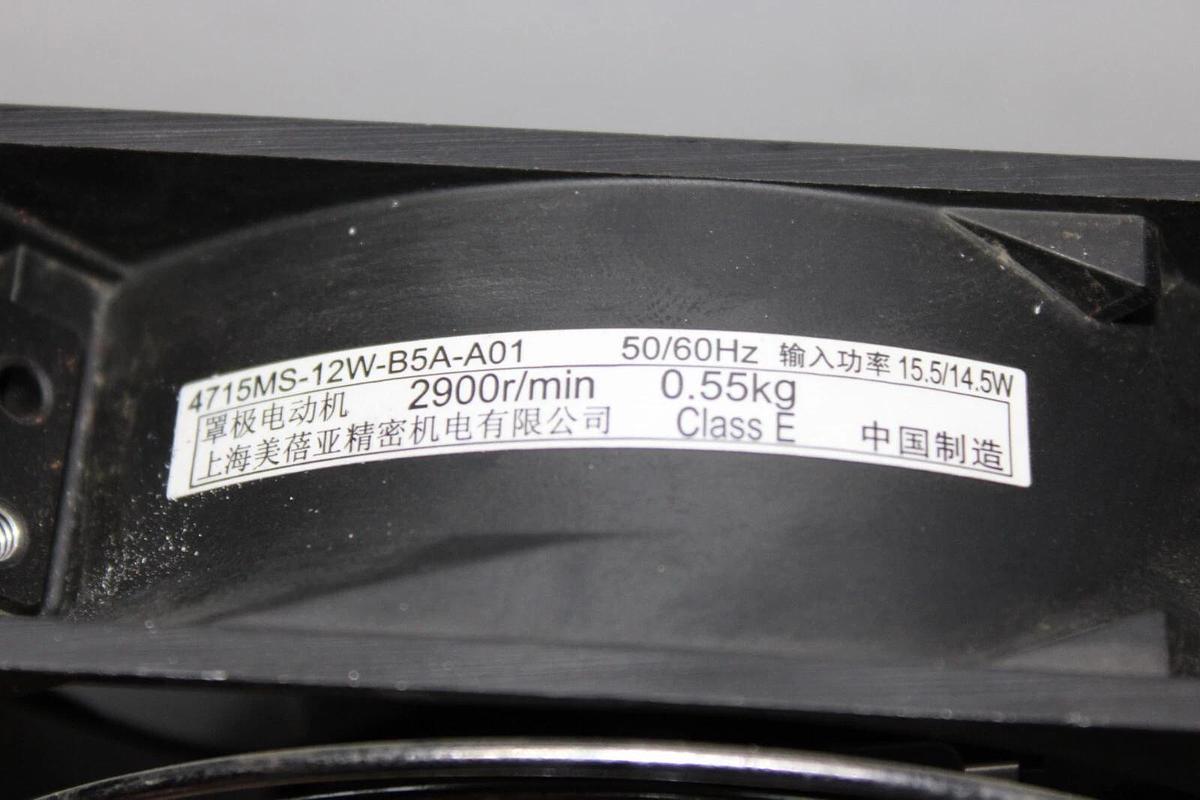 4715MS-12W-B5A-A01 50/60Hz 输入功率 15.5/14.5W
罩极电动机 2900r/min 0.55kg
上海美蓓亚精密机电有限公司 Class E 中国制造